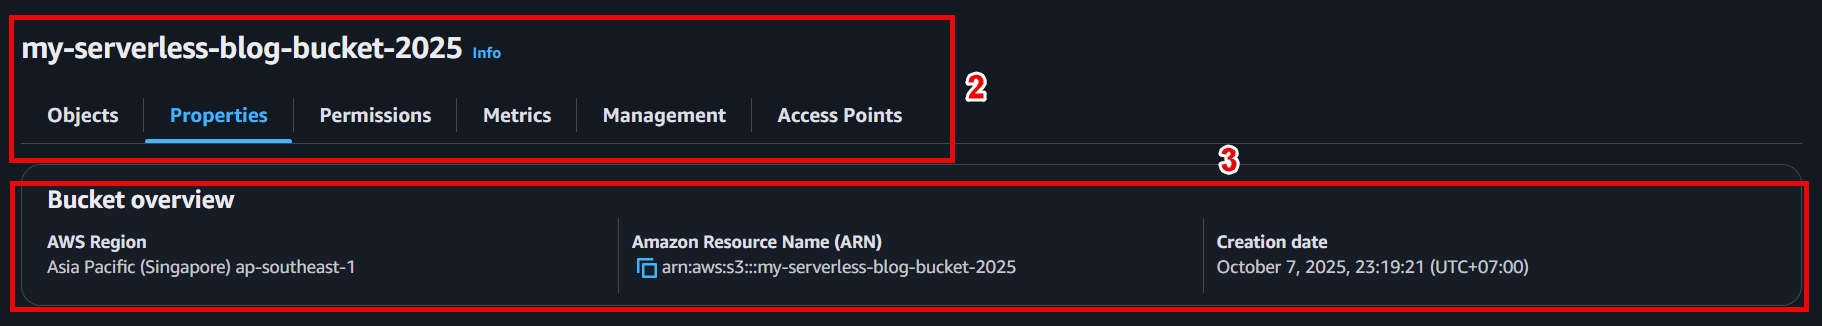 my-serverless-blog-bucket-2025 Info
2
Objects Properties Permissions Metrics Management Access Points
3
Bucket overview
AWS Region
Asia Pacific (Singapore) ap-southeast-1
Amazon Resource Name (ARN)
arn:aws:s3:::my-serverless-blog-bucket-2025
Creation date
October 7, 2025, 23:19:21 (UTC+07:00)